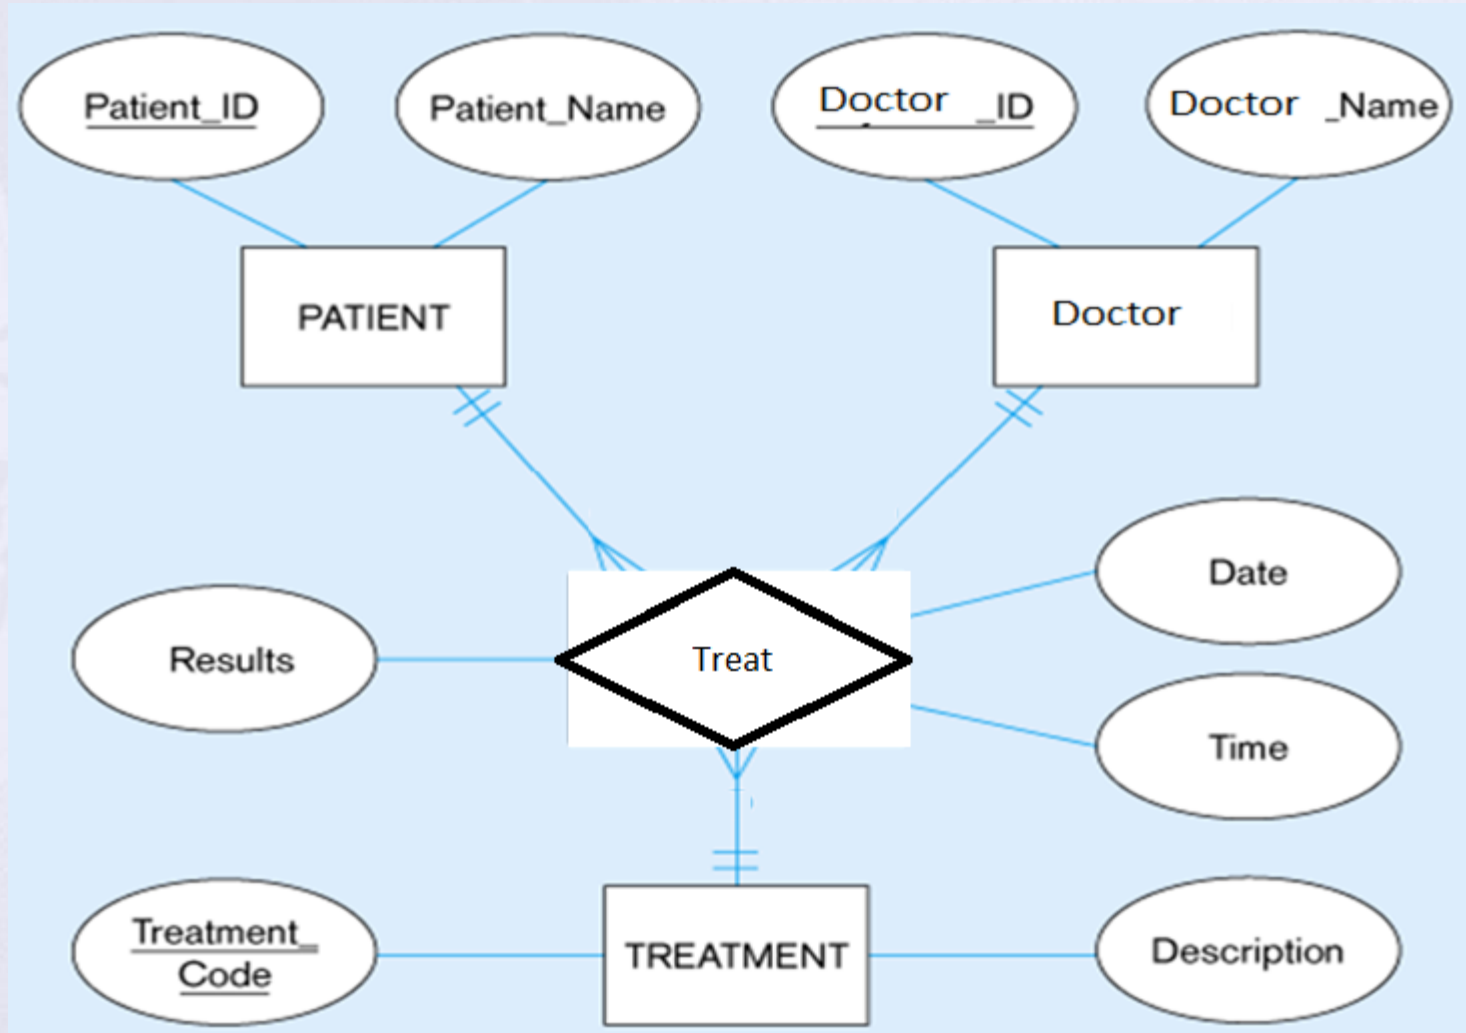 Patient_ID
Patient_Name
Doctor _ID
Doctor _Name
PATIENT
Doctor
Date
Results
Treat
Time
Treatment_
Code
TREATMENT
Description